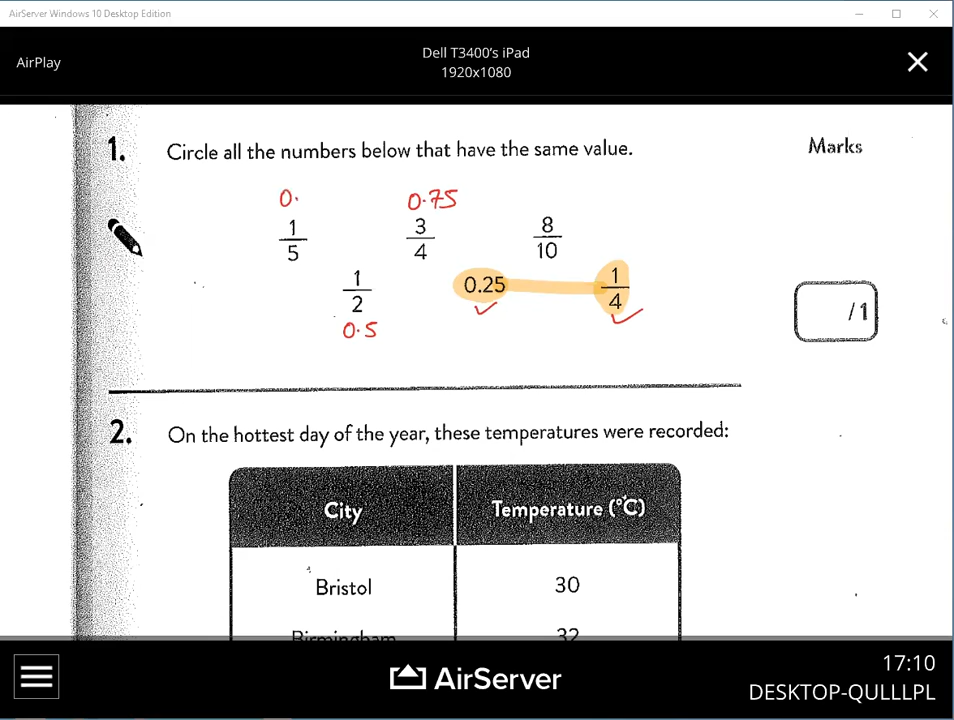 AirServer Windows 10 Desktop Edition
AirPlay
Dell T3400's iPad
1920x1080
1. Circle all the numbers below that have the same value.
Marks
0. 0.75
1/5 3/4 8/10
1/2 0.25 1/4
0.5
/1
2. On the hottest day of the year, these temperatures were recorded:
City Temperature (°C)
Bristol 30
Birmingham 32
AirServer
17:10
DESKTOP-QULLLPL